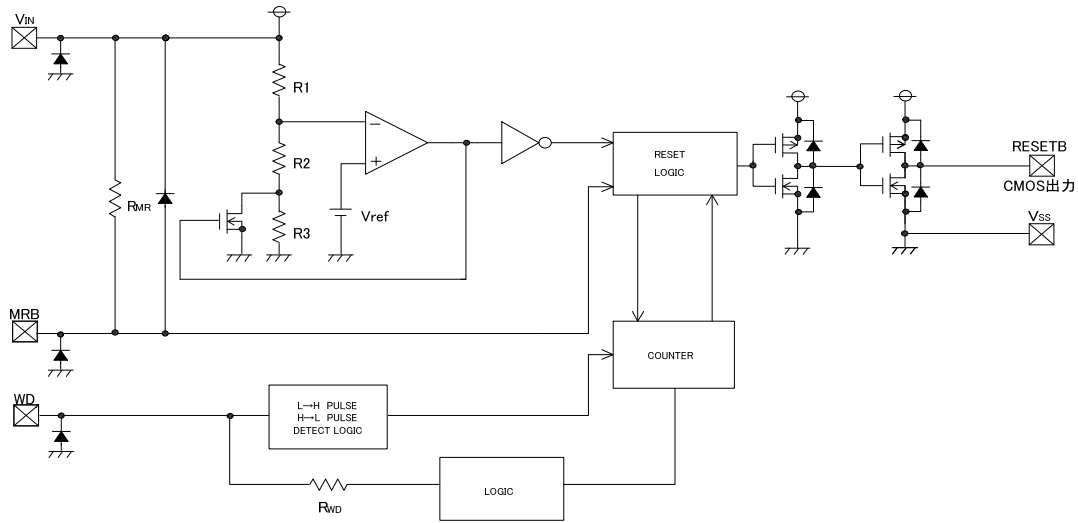 VIN
R1
R2
R3
RMR
Vref
RESET
LOGIC
RESETB
CMOS出力
VSS
MRB
COUNTER
WD
L→H PULSE
H→L PULSE
DETECT LOGIC
LOGIC
RWD